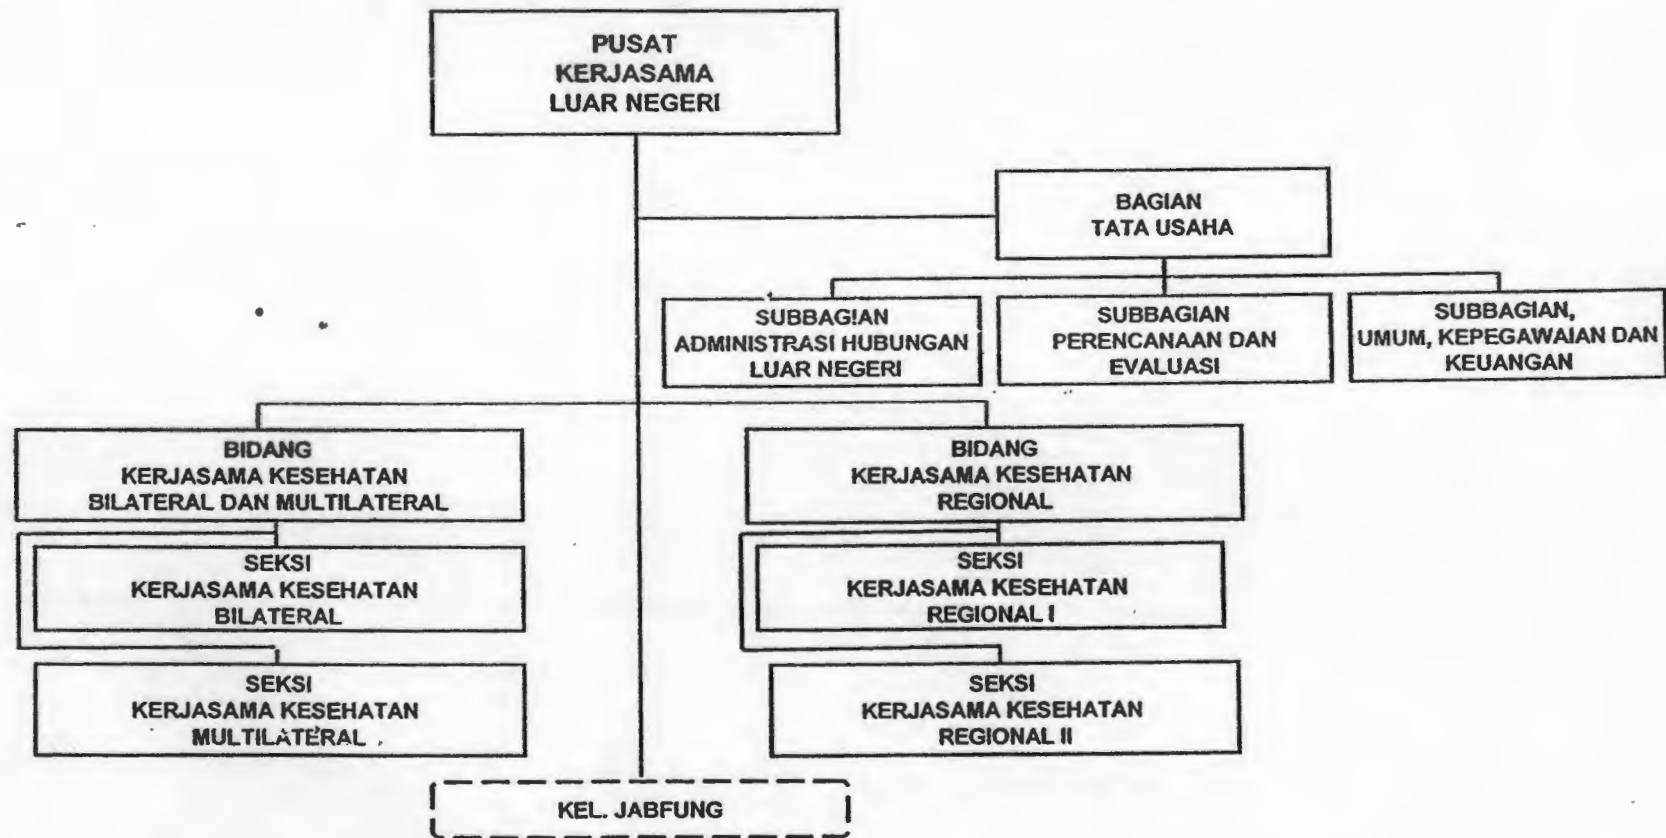 PUSAT
KERJASAMA
LUAR NEGERI
BAGIAN
TATA USAHA
SUBBAGIAN
ADMINISTRASI HUBUNGAN
LUAR NEGERI
SUBBAGIAN
PERENCANAAN DAN
EVALUASI
SUBBAGIAN,
UMUM, KEPEGAWAIAN DAN
KEUANGAN
BIDANG
KERJASAMA KESEHATAN
BILATERAL DAN MULTILATERAL
SEKSI
KERJASAMA KESEHATAN
BILATERAL
SEKSI
KERJASAMA KESEHATAN
MULTILATERAL
BIDANG
KERJASAMA KESEHATAN
REGIONAL
SEKSI
KERJASAMA KESEHATAN
REGIONAL I
SEKSI
KERJASAMA KESEHATAN
REGIONAL II
KEL. JABFUNG